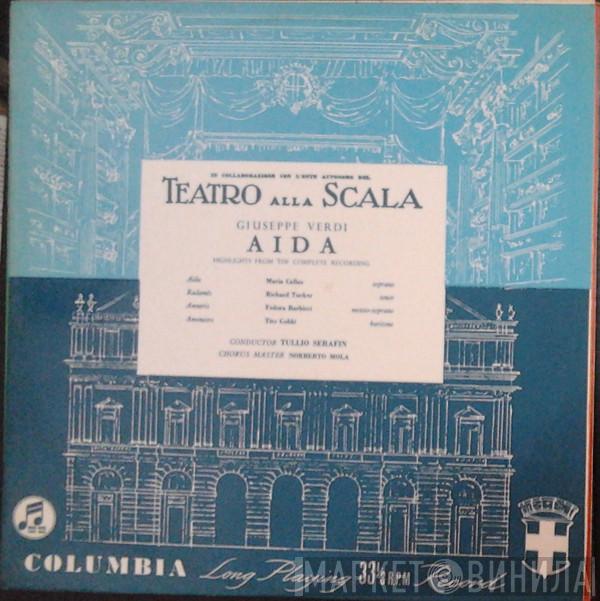 IN COLLABORAZIONE CON L'ENTE AUTONOMO DEL
TEATRO ALLA SCALA
GIUSEPPE VERDI
AIDA
HIGHLIGHTS FROM THE COMPLETE RECORDING
Aida Maria Callas soprano
Radamès Richard Tucker tenor
Amneris Fedora Barbieri mezzo-soprano
Amonasro Tito Gobbi baritone
CONDUCTOR TULLIO SERAFIN
CHORUS MASTER NORBERTO MOLA
COLUMBIA Long Playing 33⅓ R.P.M. Record
МАРКЕТ ВИНИЛА